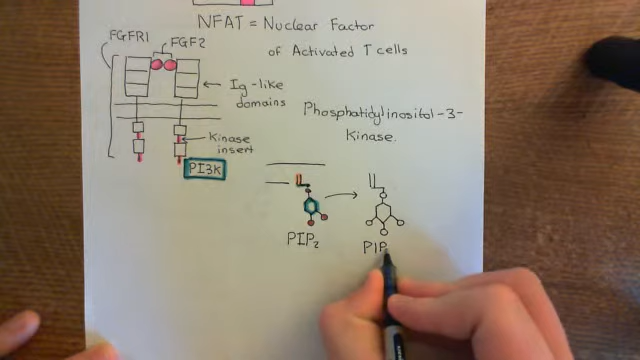 NFAT = Nuclear Factor
of Activated T cells
FGFR1
FGF2
Ig-like
domains
Kinase
insert
PI3K
Phosphatidylinositol-3-
Kinase.
PIP2
PIP